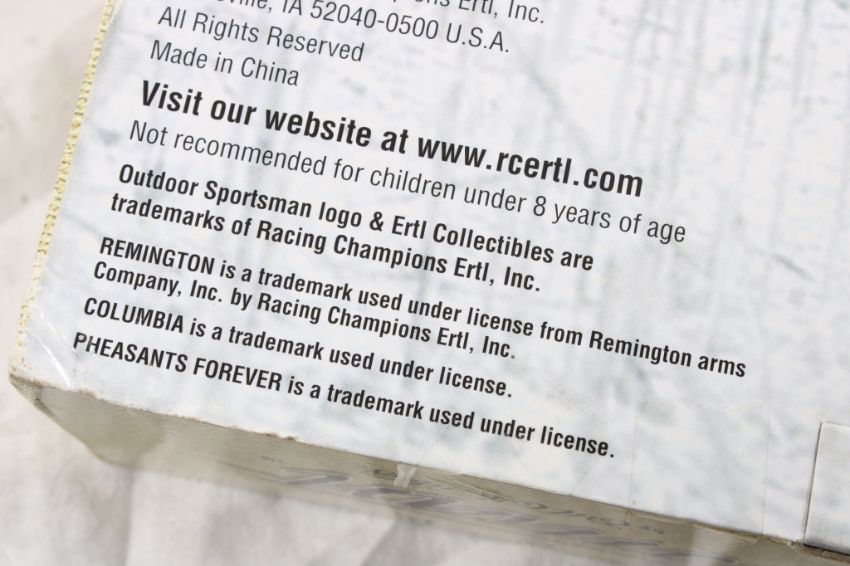 Ertl, Inc.
IA 52040-0500 U.S.A.
All Rights Reserved
Made in China
Visit our website at www.rcertl.com
Not recommended for children under 8 years of age
Outdoor Sportsman logo & Ertl Collectibles are
trademarks of Racing Champions Ertl, Inc.
REMINGTON is a trademark used under license from Remington arms
Company, Inc. by Racing Champions Ertl, Inc.
COLUMBIA is a trademark used under license.
PHEASANTS FOREVER is a trademark used under license.